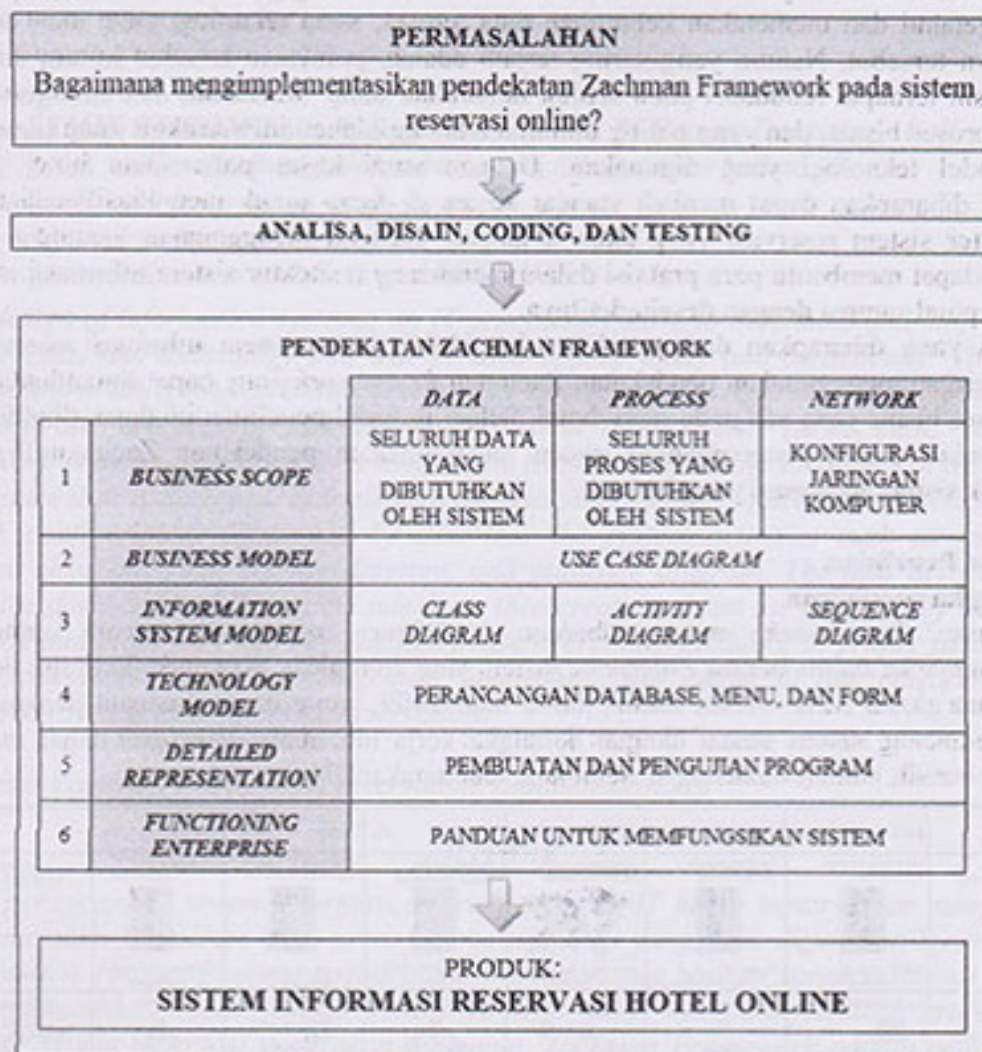 PERMASALAHAN
Bagaimana mengimplementasikan pendekatan Zachman Framework pada sistem
reservasi online?
ANALISA, DISAIN, CODING, DAN TESTING
PENDEKATAN ZACHMAN FRAMEWORK
DATA PROCESS NETWORK
1 BUSINESS SCOPE
SELURUH DATA
YANG
DIBUTUHKAN
OLEH SISTEM
SELURUH
PROSES YANG
DIBUTUHKAN
OLEH SISTEM
KONFIGURASI
JARINGAN
KOMPUTER
2 BUSINESS MODEL
USE CASE DIAGRAM
3 INFORMATION
SYSTEM MODEL
CLASS
DIAGRAM
ACTIVITY
DIAGRAM
SEQUENCE
DIAGRAM
4 TECHNOLOGY
MODEL
PERANCANGAN DATABASE, MENU, DAN FORM
5 DETAILED
REPRESENTATION
PEMBUATAN DAN PENGUJIAN PROGRAM
6 FUNCTIONING
ENTERPRISE
PANDUAN UNTUK MEMFUNGSIKAN SISTEM
PRODUK:
SISTEM INFORMASI RESERVASI HOTEL ONLINE